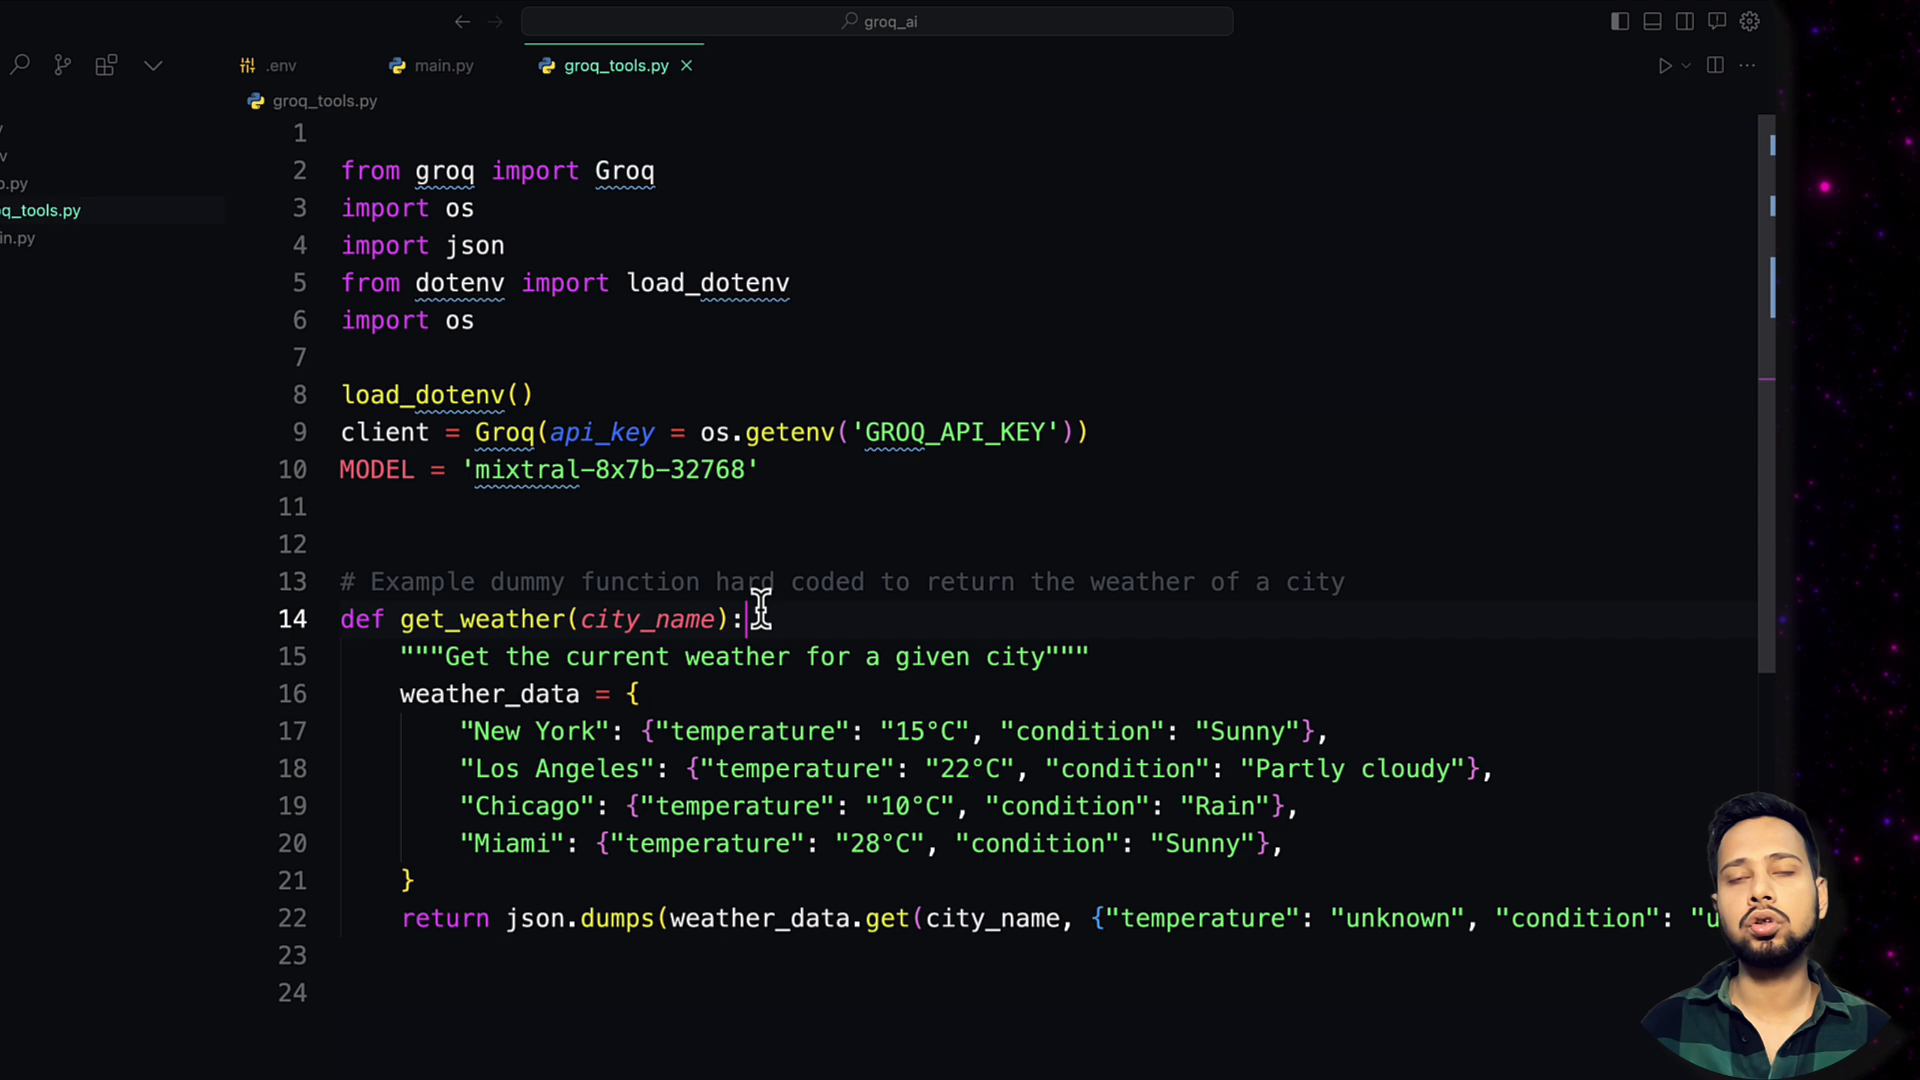 groq_ai
.env
main.py
groq_tools.py
groq_tools.py
q_tools.py
1
2 from groq import Groq
3 import os
4 import json
5 from dotenv import load_dotenv
6 import os
7
8 load_dotenv()
9 client = Groq(api_key = os.getenv('GROQ_API_KEY'))
10 MODEL = 'mixtral-8x7b-32768'
11
12
13 # Example dummy function hard coded to return the weather of a city
14 def get_weather(city_name):
15 """Get the current weather for a given city"""
16 weather_data = {
17 "New York": {"temperature": "15°C", "condition": "Sunny"},
18 "Los Angeles": {"temperature": "22°C", "condition": "Partly cloudy"},
19 "Chicago": {"temperature": "10°C", "condition": "Rain"},
20 "Miami": {"temperature": "28°C", "condition": "Sunny"},
21 }
22 return json.dumps(weather_data.get(city_name, {"temperature": "unknown", "condition": "u
23
24